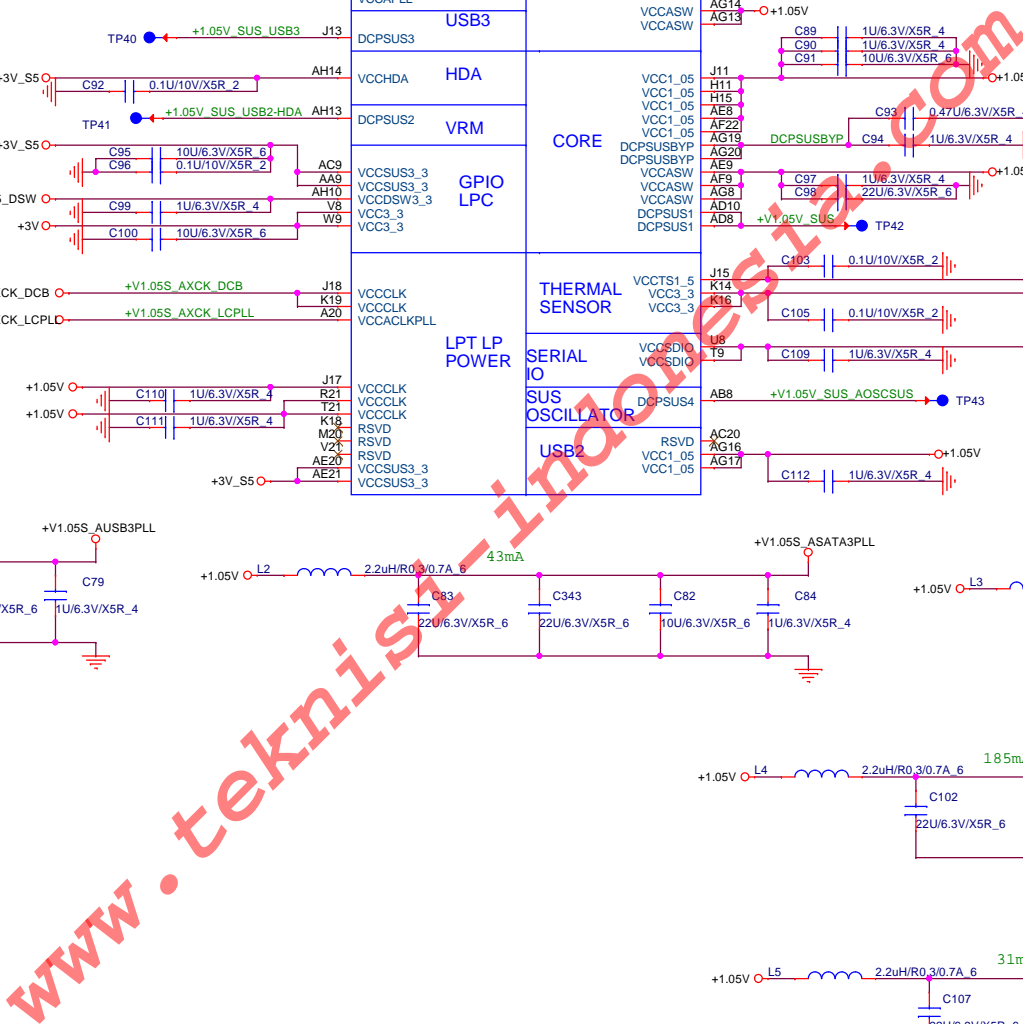 VCCAPLL
USB3
+1.05V_SUS_USB3
J13
TP40
DCPSUS3
AG14
VCCASW
AG13
VCCASW
+1.05V
C89
1U/6.3V/X5R_4
C90
1U/6.3V/X5R_4
C91
10U/6.3V/X5R_6
+3V_S5
AH14
VCCHDA
HDA
C92
0.1U/10V/X5R_2
J11
VCC1_05
H11
VCC1_05
H15
VCC1_05
AE8
VCC1_05
AF22
VCC1_05
AG19
DCPSUSBYP
AG20
DCPSUSBYP
AE9
VCCASW
AF9
VCCASW
AG8
VCCASW
AD10
DCPSUS1
AD8
DCPSUS1
+1.05
C93
0.47U/6.3V/X5R
DCPSUSBYP
C94
1U/6.3V/X5R_4
+1.05
C97
1U/6.3V/X5R_4
C98
22U/6.3V/X5R_6
+V1.05V_SUS
TP42
+1.05V_SUS_USB2-HDA
AH13
TP41
DCPSUS2
VRM
CORE
+3V_S5
C95
10U/6.3V/X5R_6
C96
0.1U/10V/X5R_2
AC9
VCCSUS3_3
AA9
VCCSUS3_3
GPIO
LPC
_DSW
AH10
VCCDSW3_3
C99
1U/6.3V/X5R_4
V8
VCC3_3
+3V
W9
VCC3_3
C100
10U/6.3V/X5R_6
CK_DCB
+V1.05S_AXCK_DCB
J18
VCCCLK
K19
VCCCLK
CK_LCPLL
+V1.05S_AXCK_LCPLL
A20
VCCACLKPLL
LPT LP
POWER
THERMAL
SENSOR
J15
VCCTS1_5
K14
VCC3_3
K16
VCC3_3
C103
0.1U/10V/X5R_2
C105
0.1U/10V/X5R_2
SERIAL
IO
U8
VCCSDIO
T9
VCCSDIO
C109
1U/6.3V/X5R_4
SUS
OSCILLATOR
DCPSUS4
AB8
+V1.05V_SUS_AOSCSUS
TP43
USB2
AC20
RSVD
AG16
VCC1_05
AG17
VCC1_05
+1.05V
C112
1U/6.3V/X5R_4
+1.05V
J17
VCCCLK
C110
1U/6.3V/X5R_4
R21
VCCCLK
+1.05V
T21
VCCCLK
C111
1U/6.3V/X5R_4
K18
RSVD
M20
RSVD
V21
RSVD
AE20
VCCSUS3_3
+3V_S5
AE21
VCCSUS3_3
+V1.05S_AUSB3PLL
C79
/X5R_6
1U/6.3V/X5R_4
+1.05V
L2
2.2uH/R0.3/0.7A_6
43mA
+V1.05S_ASATA3PLL
C83
22U/6.3V/X5R_6
C343
22U/6.3V/X5R_6
C82
10U/6.3V/X5R_6
C84
1U/6.3V/X5R_4
+1.05V
L3
185m
+1.05V
L4
2.2uH/R0.3/0.7A_6
C102
22U/6.3V/X5R_6
31m
+1.05V
L5
2.2uH/R0.3/0.7A_6
C107
www.teknisi-indonesia.com